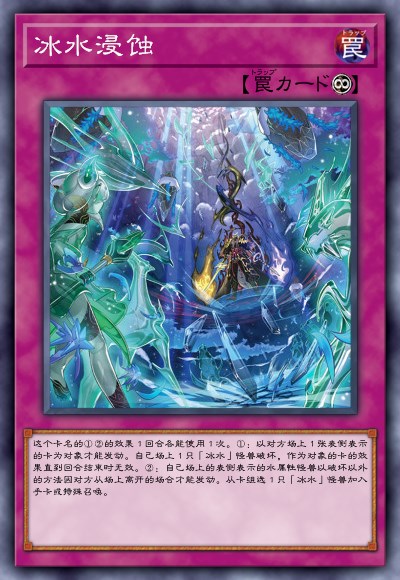 冰水浸蚀
トラップ
罠
トラップ
【罠カード】
这个卡名的①②的效果1回合各能使用1次。①：以对方场上1张表侧表示
的卡为对象才能发动。自己场上1只「冰水」怪兽破坏，作为对象的卡的效
果直到回合结束时无效。②：自己场上的表侧表示的水属性怪兽以破坏以外
的方法因对方从场上离开的场合才能发动。从卡组选1只「冰水」怪兽加入
手卡或特殊召唤。